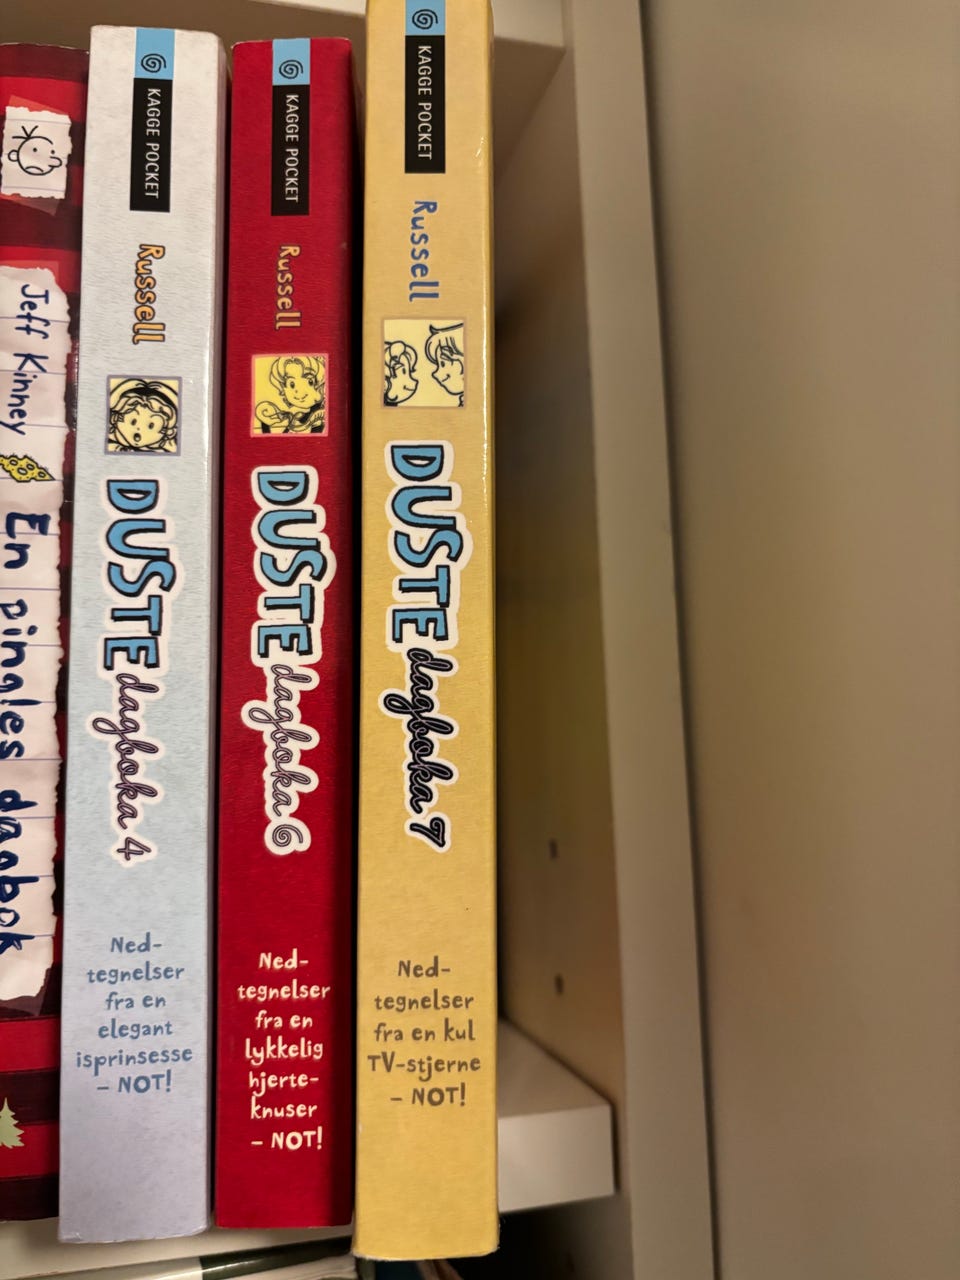 Jeff Kinney
En pingles dagbok
KAGGE POCKET
Russell
DUSTE dagboka 4
Ned-
tegnelser
fra en
elegant
isprinsesse
– NOT!
KAGGE POCKET
Russell
DUSTE dagboka 6
Ned-
tegnelser
fra en
lykkelig
hjerte-
knuser
– NOT!
KAGGE POCKET
Russell
DUSTE dagboka 7
Ned-
tegnelser
fra en kul
TV-stjerne
– NOT!